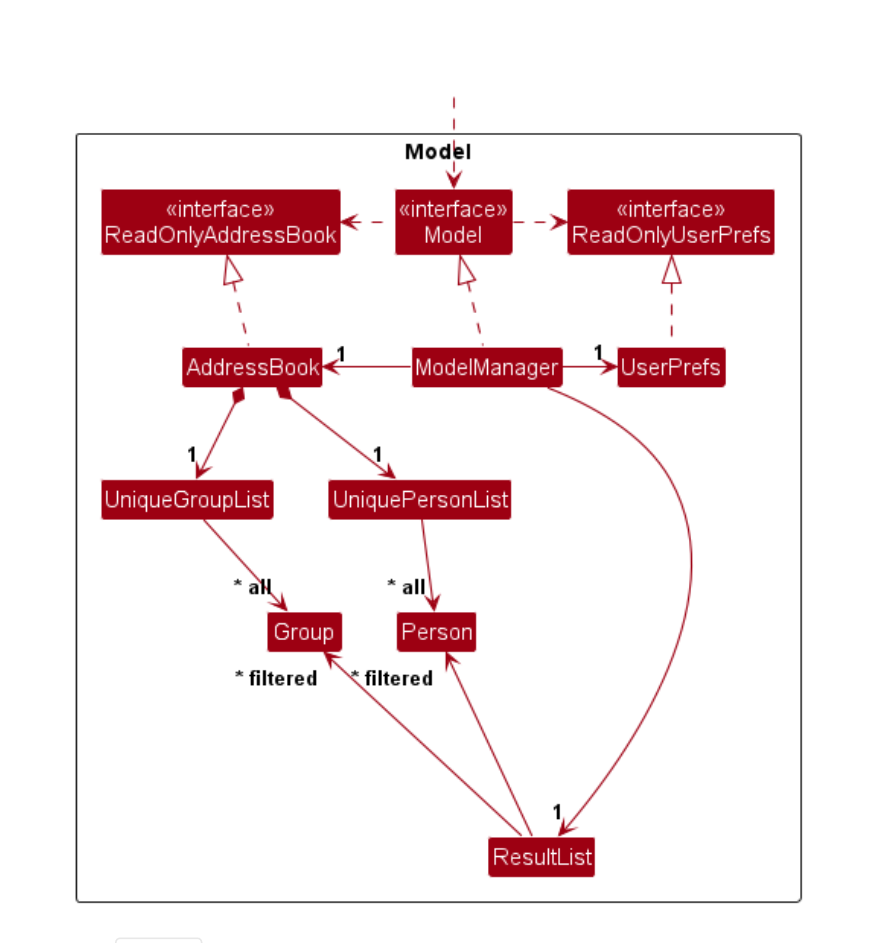 Model
«interface»
ReadOnlyAddressBook
«interface»
Model
«interface»
ReadOnlyUserPrefs
AddressBook
1
ModelManager
1
UserPrefs
1
1
UniqueGroupList
UniquePersonList
* all
* all
Group
Person
* filtered
* filtered
1
ResultList